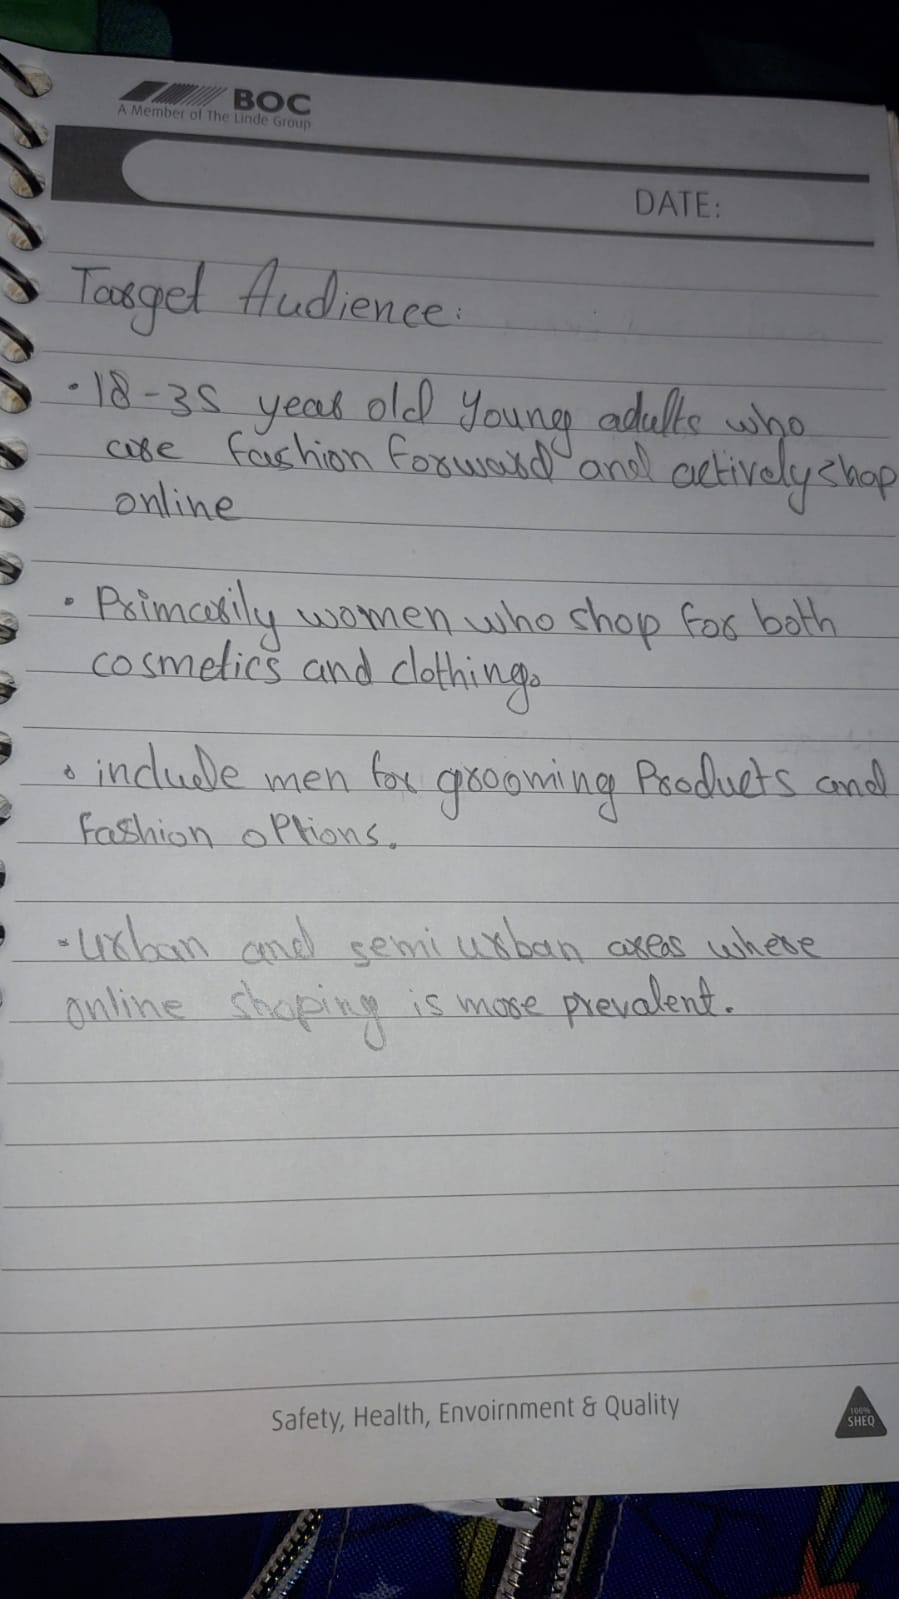 BOC
A Member of The Linde Group
DATE:
Target Audience:
• 18-35 years old young adults who
are fashion forward and actively shop
online
• Primarily women who shop for both
cosmetics and clothing.
• include men for grooming Products and
fashion options.
• urban and semi urban areas where
online shoping is more prevalent.
Safety, Health, Envoirnment & Quality
100%
SHEQ